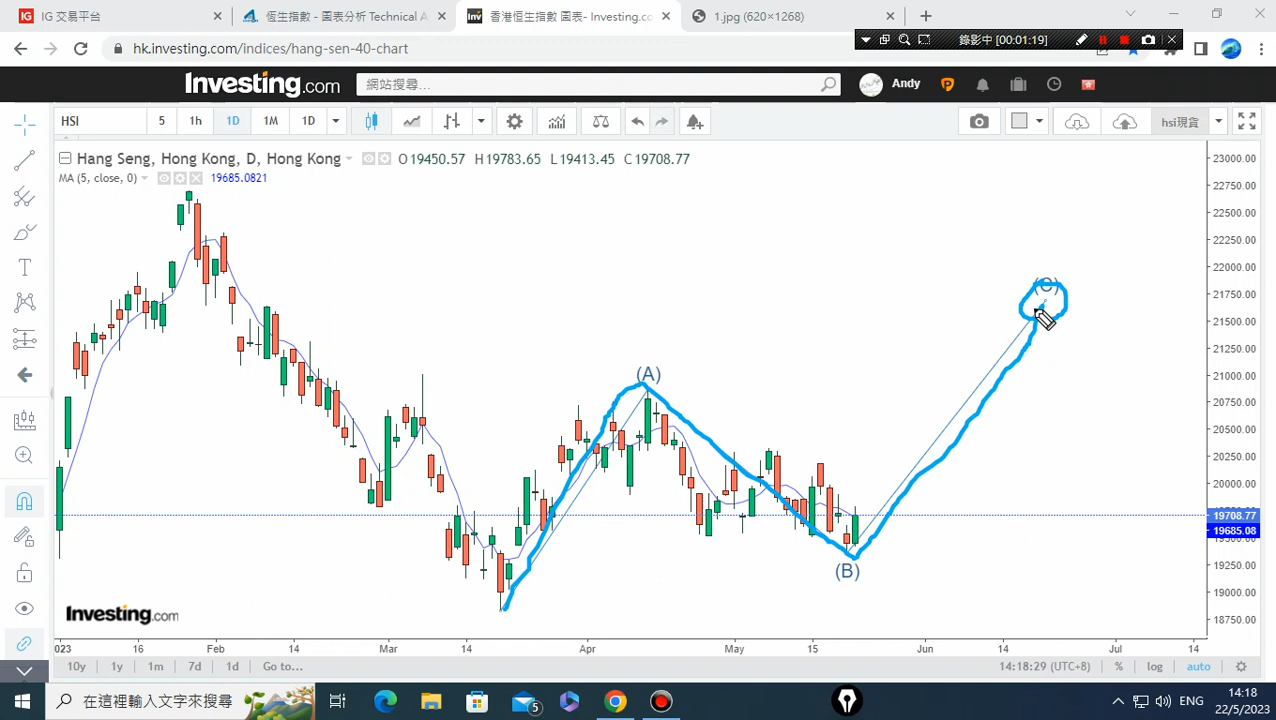 IG 交易平台
恆生指數 - 圖表分析 Technical A
香港恒生指數 圖表- Investing.co
1.jpg (620×1268)
hk.investing.com/indices/hang-sen-40-chart
錄影中 [00:01:19]
Investing.com
網站搜尋...
Andy
HSI
5
1h
1D
1M
1D
hsi現貨
Hang Seng, Hong Kong, D, Hong Kong
O19450.57 H19783.65 L19413.45 C19708.77
MA (5, close, 0)
19685.0821
23000.00
22750.00
22500.00
22250.00
22000.00
21750.00
21500.00
21250.00
21000.00
20750.00
20500.00
20250.00
20000.00
19708.77
19685.08
19250.00
19000.00
18750.00
(A)
(B)
(C)
Investing.com
023
16
Feb
14
Mar
14
Apr
May
15
Jun
14
Jul
14
10y
1y
1m
7d
1d
Go to...
14:18:29 (UTC+8)
%
log
auto
在這裡輸入文字來搜尋
5
ENG
14:18
22/5/2023